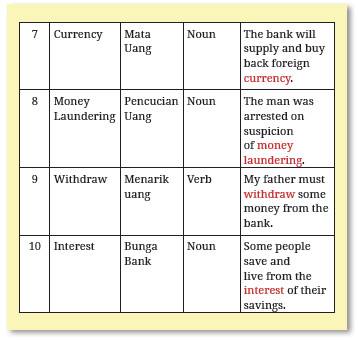 7 Currency Mata Noun The bank will
Uang supply and buy
back foreign
currency.
8 Money Pencucian Noun The man was
Laundering Uang arrested on
suspicion
of money
laundering.
9 Withdraw Menarik Verb My father must
uang withdraw some
money from the
bank.
10 Interest Bunga Noun Some people
Bank save and
live from the
interest of their
savings.